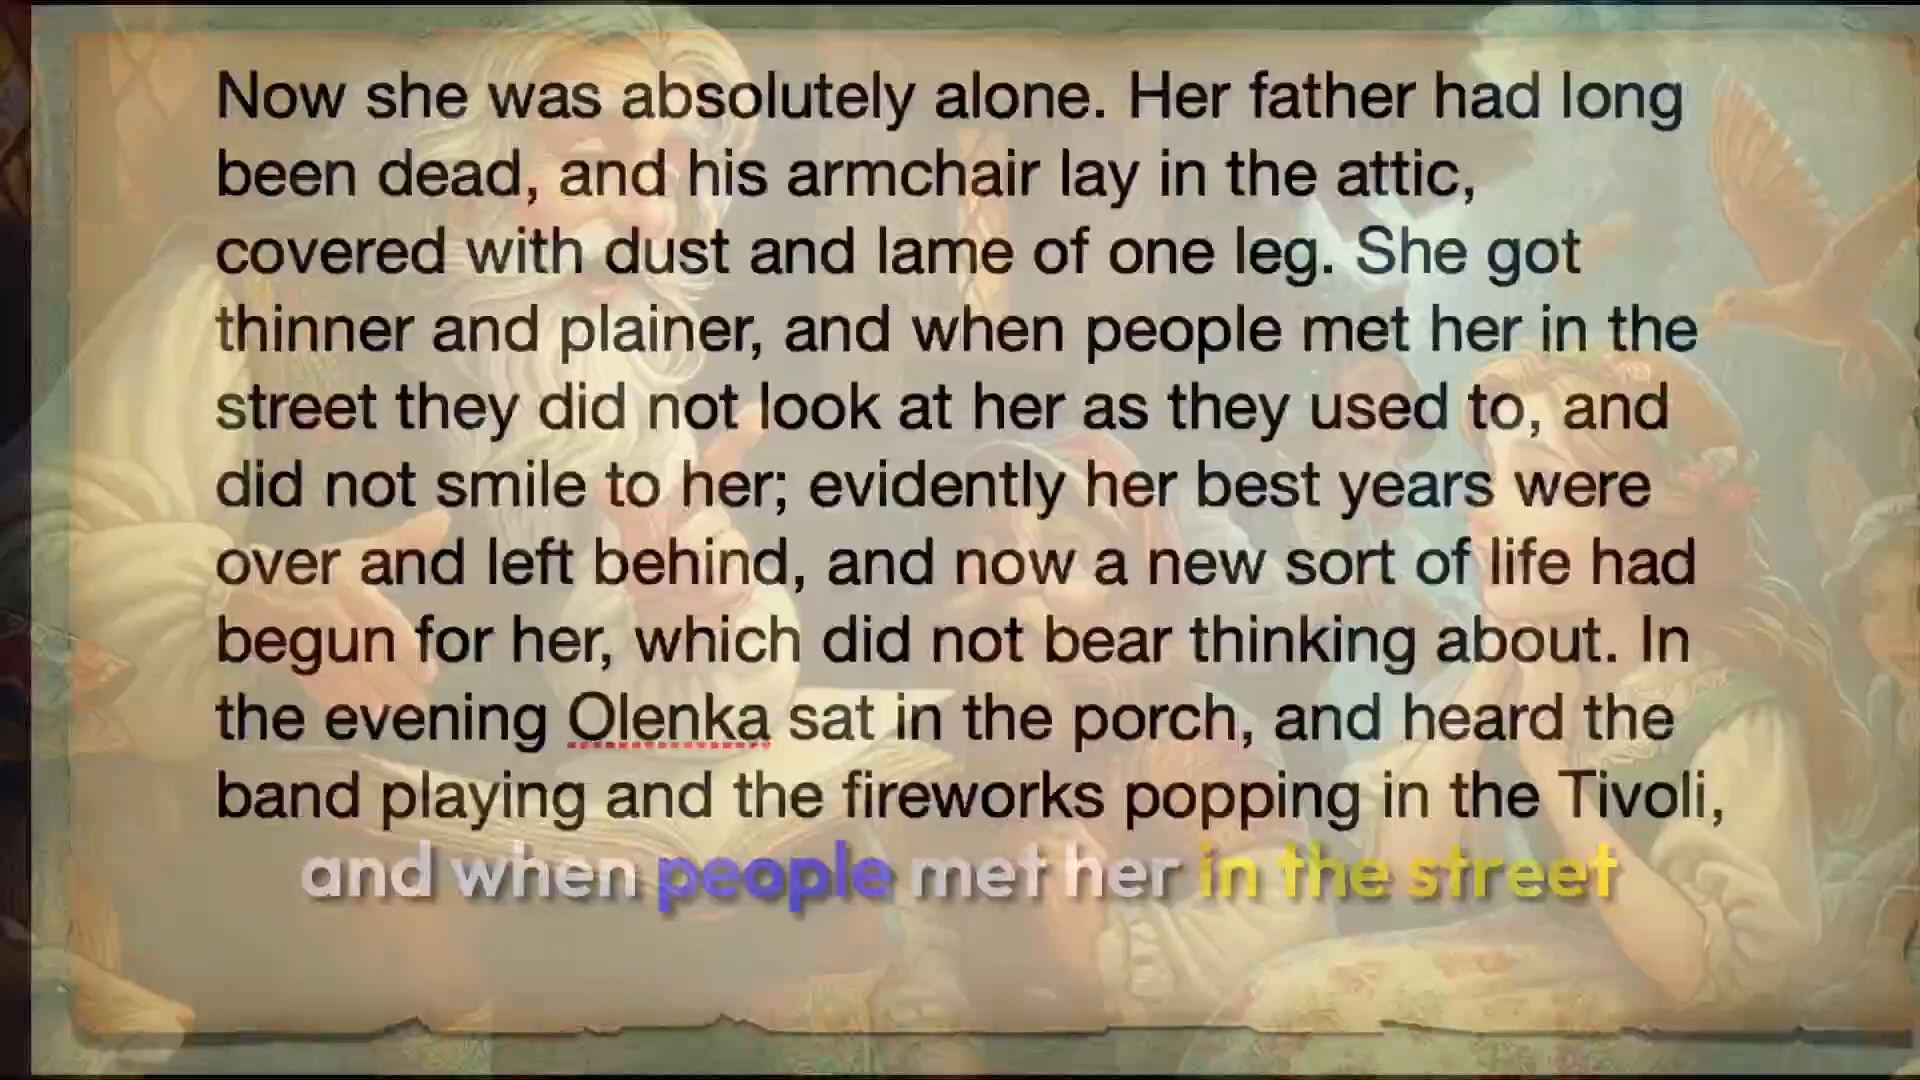 Now she was absolutely alone. Her father had long
been dead, and his armchair lay in the attic,
covered with dust and lame of one leg. She got
thinner and plainer, and when people met her in the
street they did not look at her as they used to, and
did not smile to her; evidently her best years were
over and left behind, and now a new sort of life had
begun for her, which did not bear thinking about. In
the evening Olenka sat in the porch, and heard the
band playing and the fireworks popping in the Tivoli,
and when people met her in the street